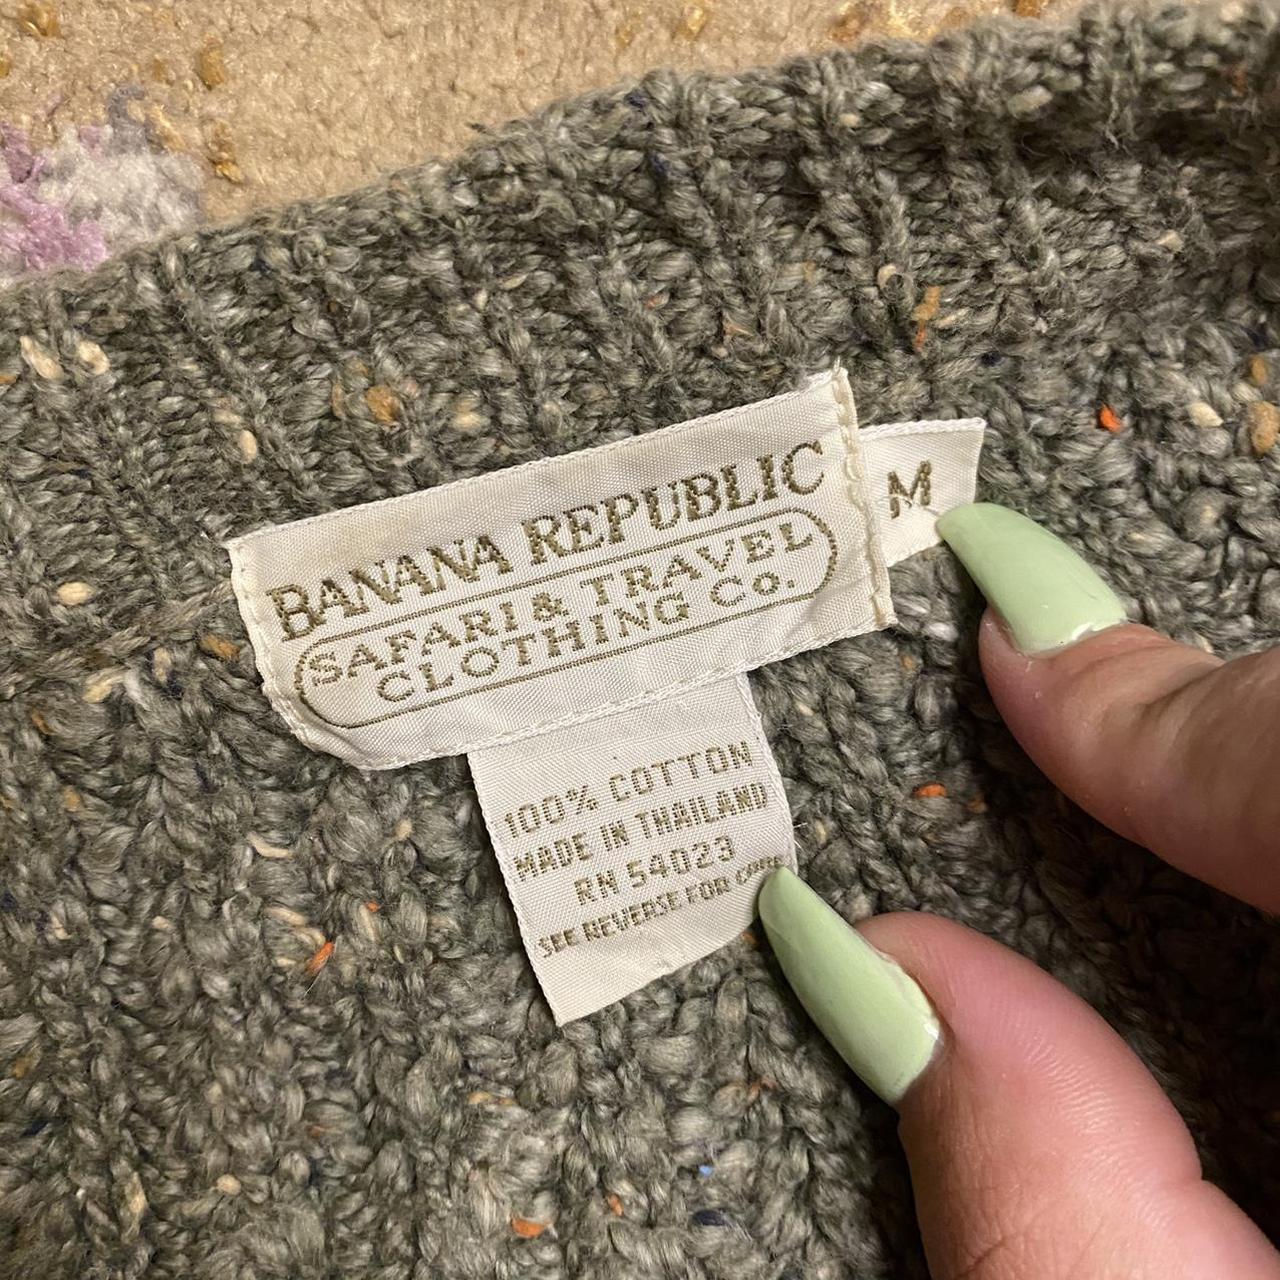 BANANA REPUBLIC
SAFARI & TRAVEL
CLOTHING CO.
M
100% COTTON
MADE IN THAILAND
RN 54023
SEE REVERSE FOR CARE